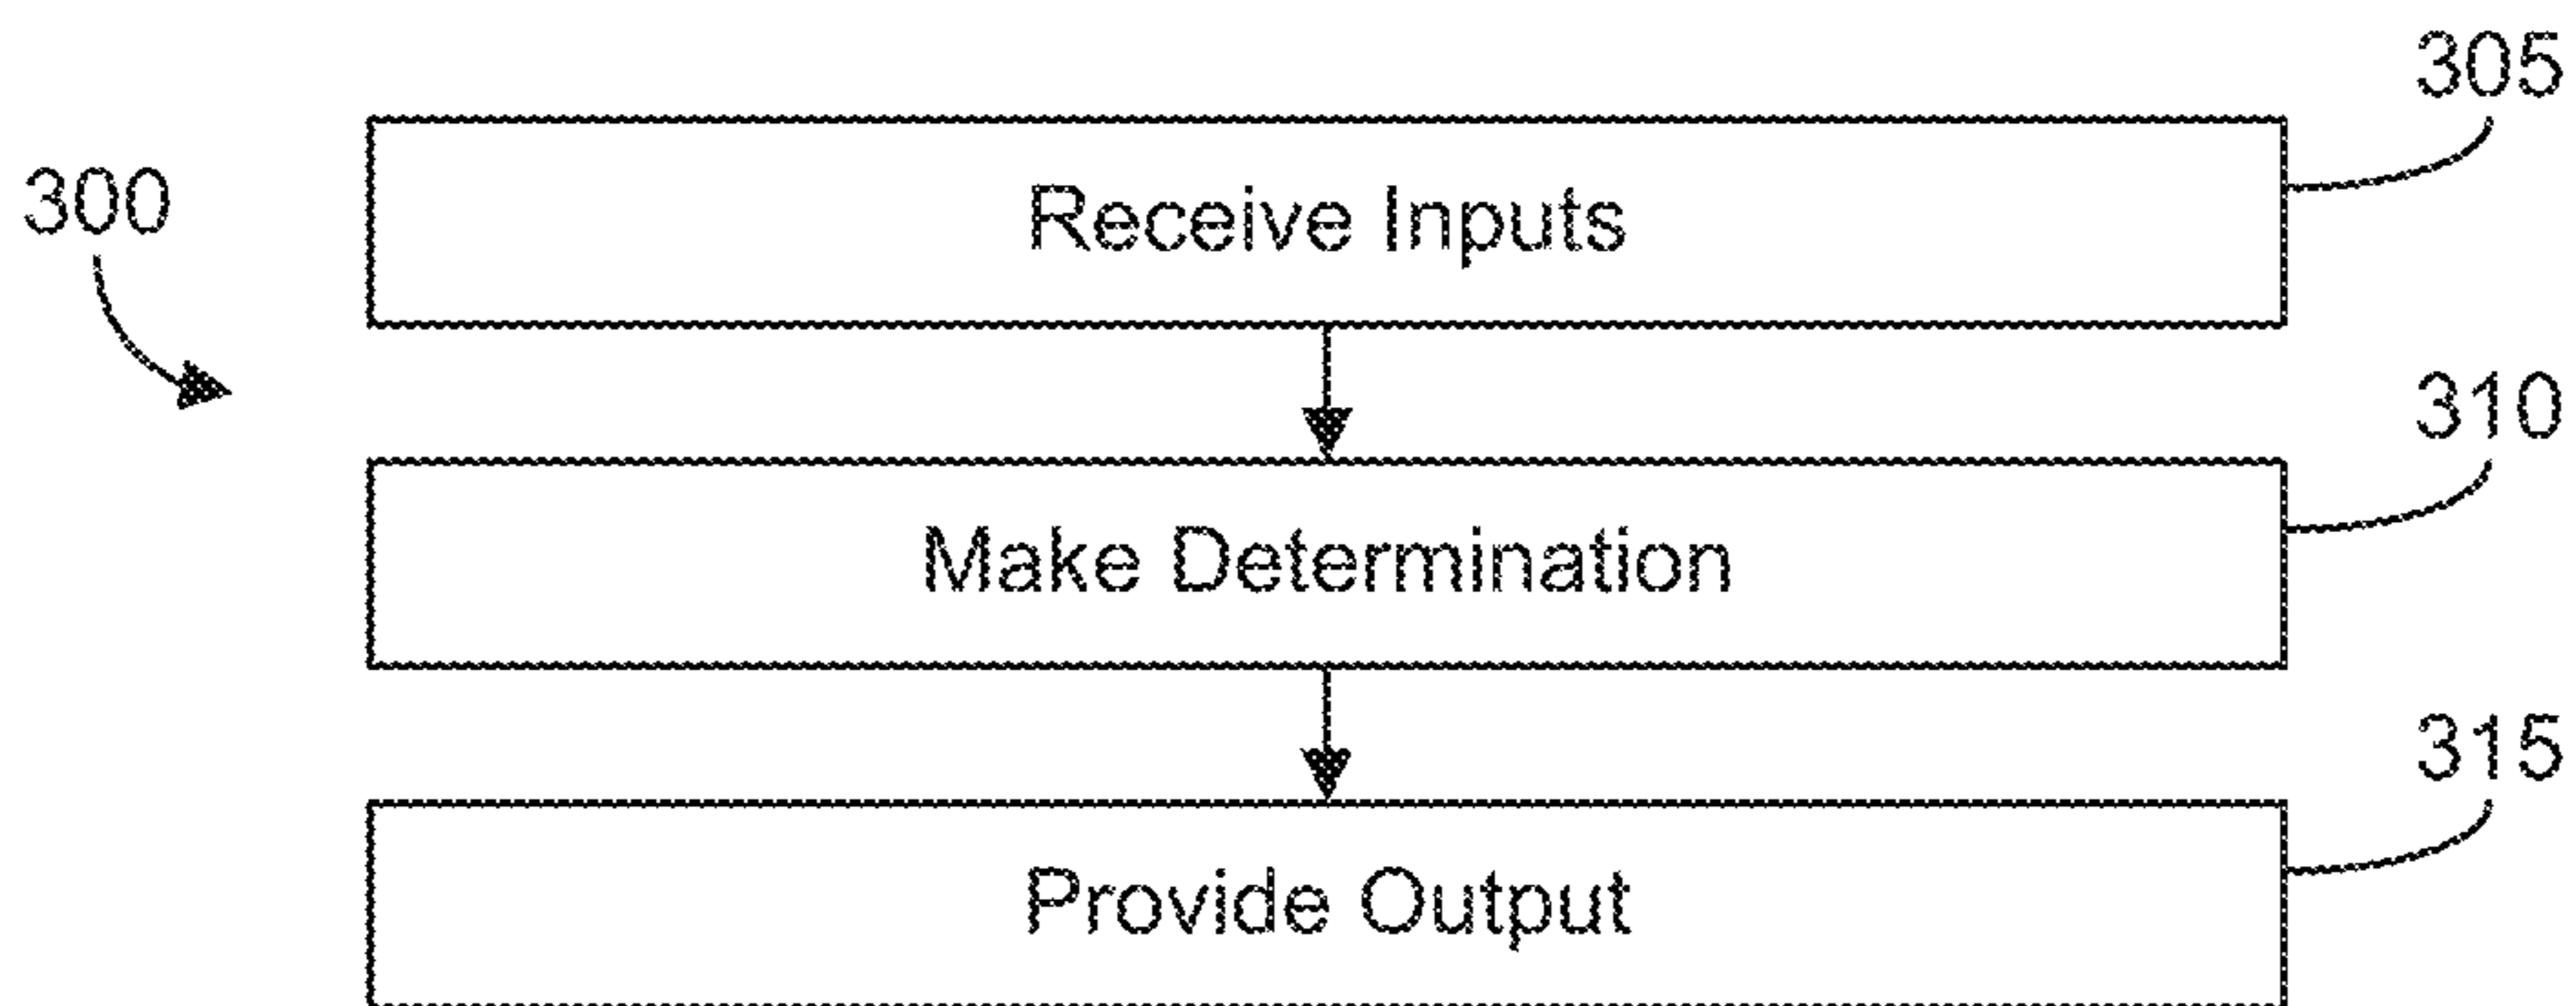 305
300
Receive Inputs
310
Make Determination
315
Provide Output